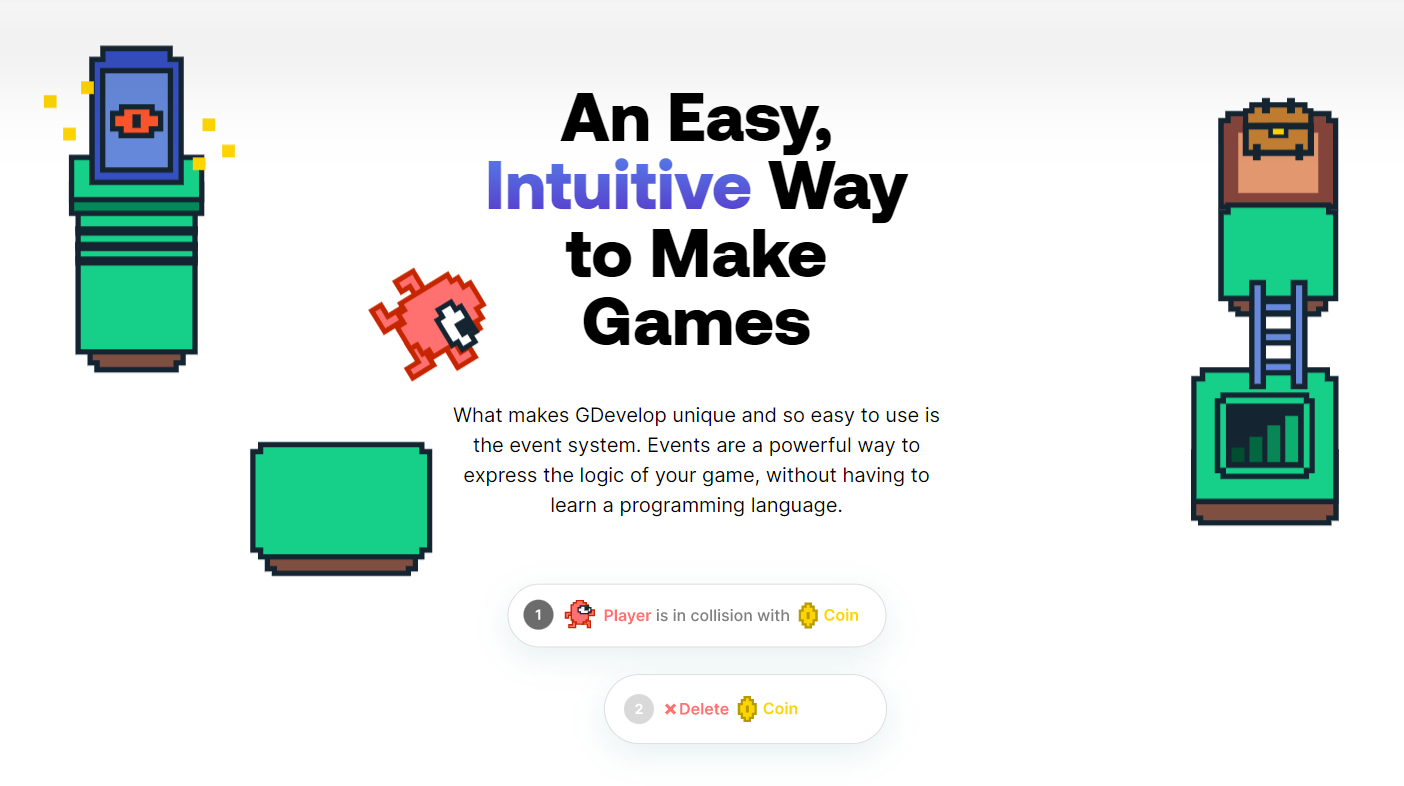 An Easy,
Intuitive Way
to Make
Games
What makes GDevelop unique and so easy to use is
the event system. Events are a powerful way to
express the logic of your game, without having to
learn a programming language.
1 Player is in collision with Coin
2 Delete Coin